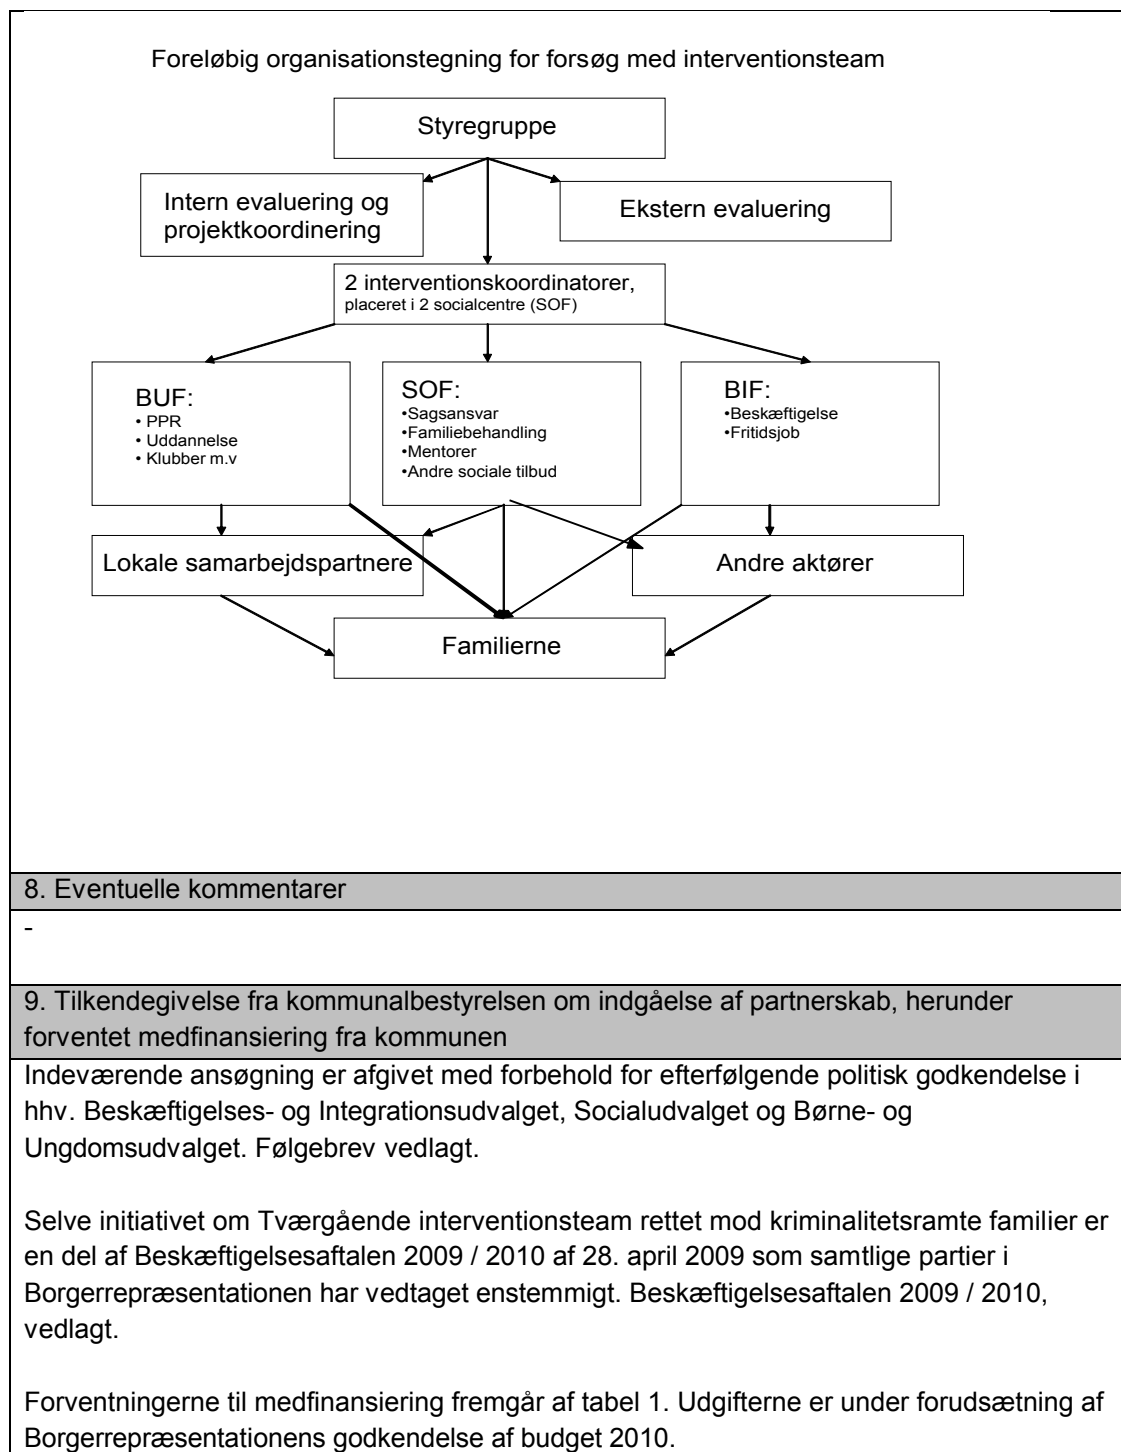 Foreløbig organisationstegning for forsøg med interventionsteam
Styregruppe
Intern evaluering og
projektkoordinering
Ekstern evaluering
2 interventionskoordinatorer,
placeret i 2 socialcentre (SOF)
BUF:
• PPR
• Uddannelse
• Klubber m.v
SOF:
•Sagsansvar
•Familiebehandling
•Mentorer
•Andre sociale tilbud
BIF:
•Beskæftigelse
•Fritidsjob
Lokale samarbejdspartnere
Andre aktører
Familierne
8. Eventuelle kommentarer
-
9. Tilkendegivelse fra kommunalbestyrelsen om indgåelse af partnerskab, herunder
forventet medfinansiering fra kommunen
Indeværende ansøgning er afgivet med forbehold for efterfølgende politisk godkendelse i
hhv. Beskæftigelses- og Integrationsudvalget, Socialudvalget og Børne- og
Ungdomsudvalget. Følgebrev vedlagt.
Selve initiativet om Tværgående interventionsteam rettet mod kriminalitetsramte familier er
en del af Beskæftigelsesaftalen 2009 / 2010 af 28. april 2009 som samtlige partier i
Borgerrepræsentationen har vedtaget enstemmigt. Beskæftigelsesaftalen 2009 / 2010,
vedlagt.
Forventningerne til medfinansiering fremgår af tabel 1. Udgifterne er under forudsætning af
Borgerrepræsentationens godkendelse af budget 2010.